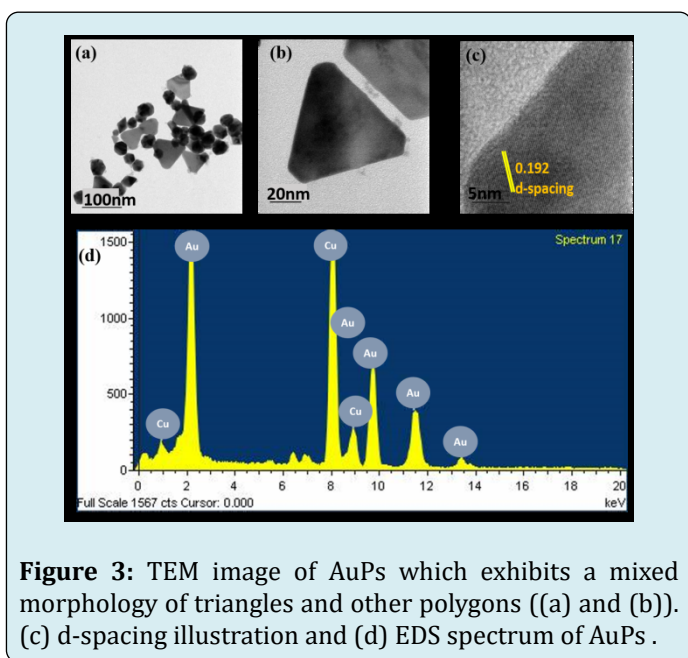 (a)
100nm
(b)
20nm
(c)
0.192
d-spacing
5nm
(d)
Spectrum 17
1500
1000
500
0
Cu
Au
Cu
Au
Cu
Au
Au
Au
0 2 4 6 8 10 12 14 16 18 20
Full Scale 1567 cts Cursor: 0.000 keV
Figure 3: TEM image of AuPs which exhibits a mixed
morphology of triangles and other polygons ((a) and (b)).
(c) d-spacing illustration and (d) EDS spectrum of AuPs .